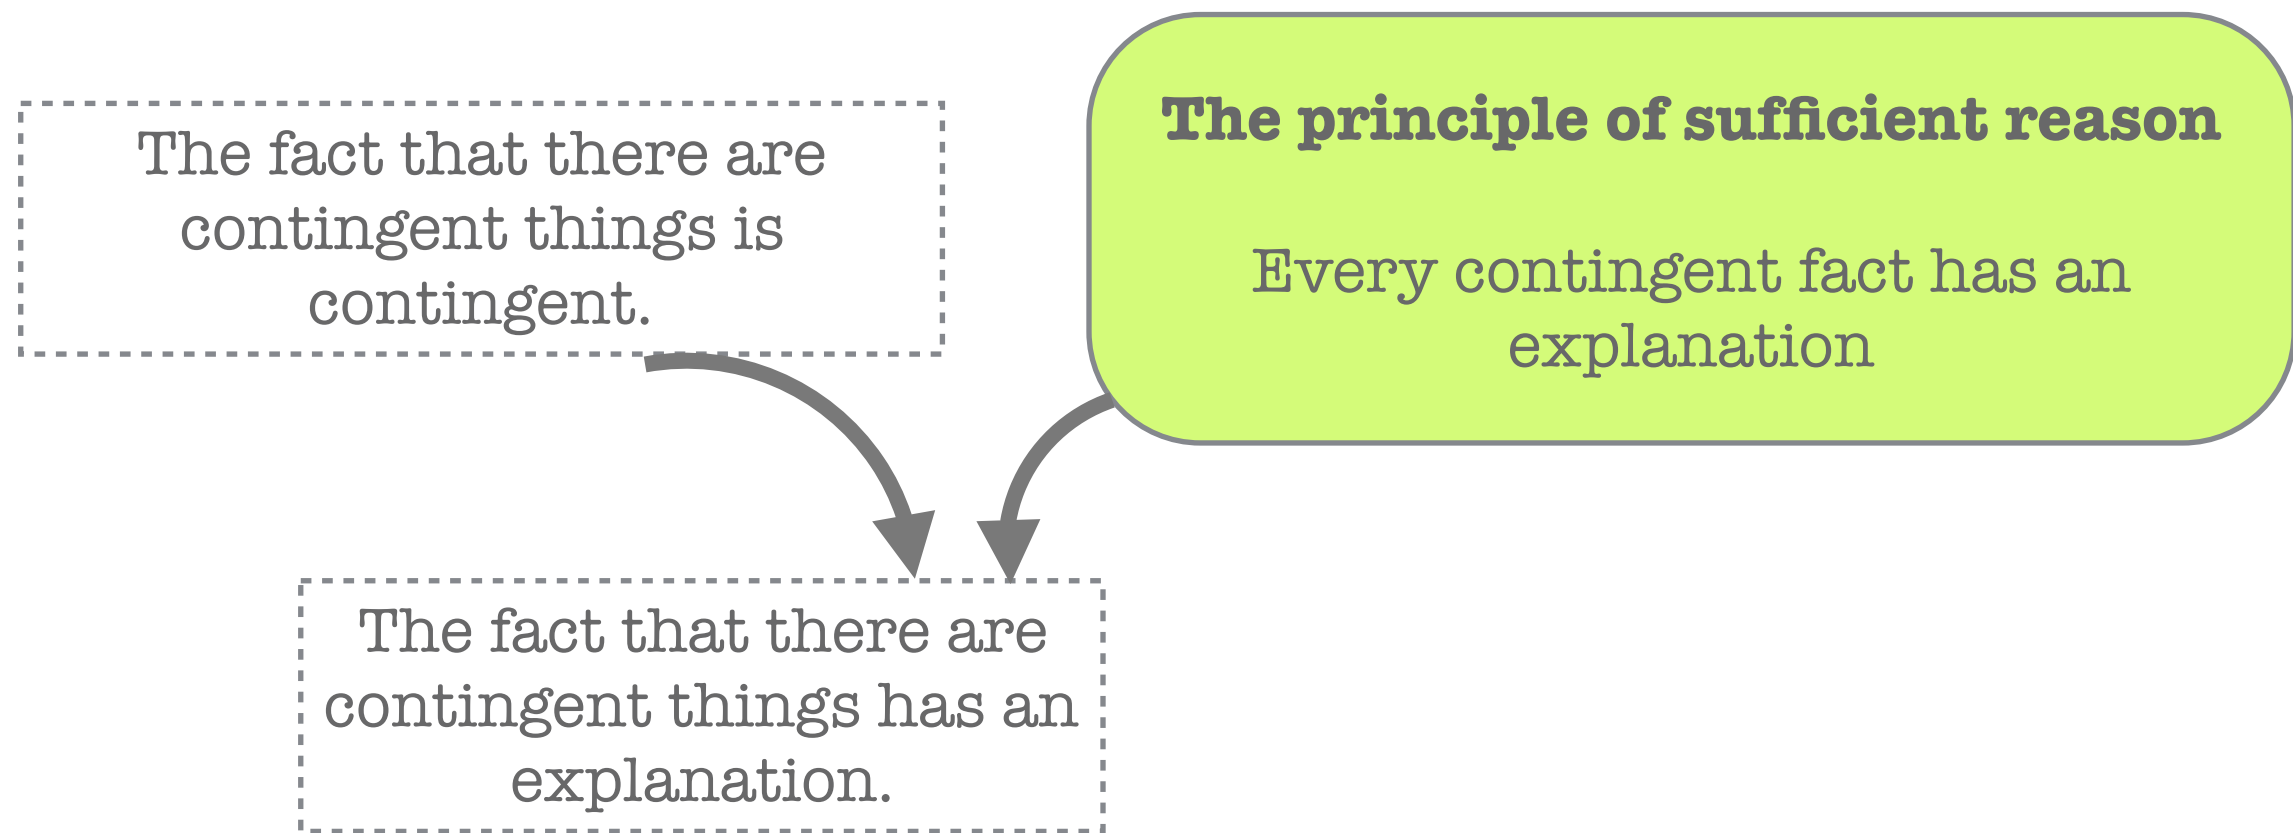 The fact that there are
contingent things is
contingent.
The principle of sufficient reason
Every contingent fact has an
explanation
The fact that there are
contingent things has an
explanation.